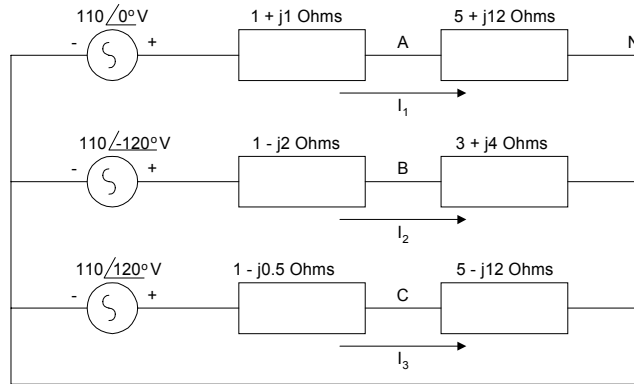 110/0° V 1 + j1 Ohms A 5 + j12 Ohms N
- +
I1
110/-120° V 1 - j2 Ohms B 3 + j4 Ohms
- +
I2
110/120° V 1 - j0.5 Ohms C 5 - j12 Ohms
- +
I3